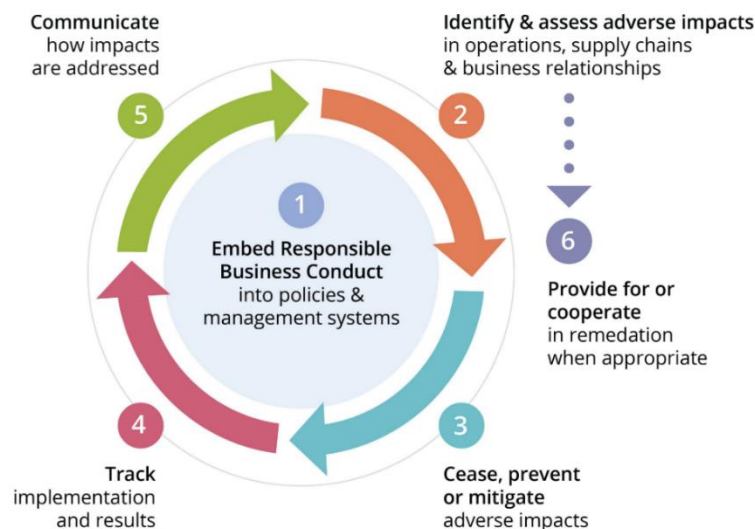 Communicate
how impacts
are addressed
5
Identify & assess adverse impacts
in operations, supply chains
& business relationships
2
1
Embed Responsible
Business Conduct
into policies &
management systems
6
Provide for or
cooperate
in remedation
when appropriate
4
Track
implementation
and results
3
Cease, prevent
or mitigate
adverse impacts